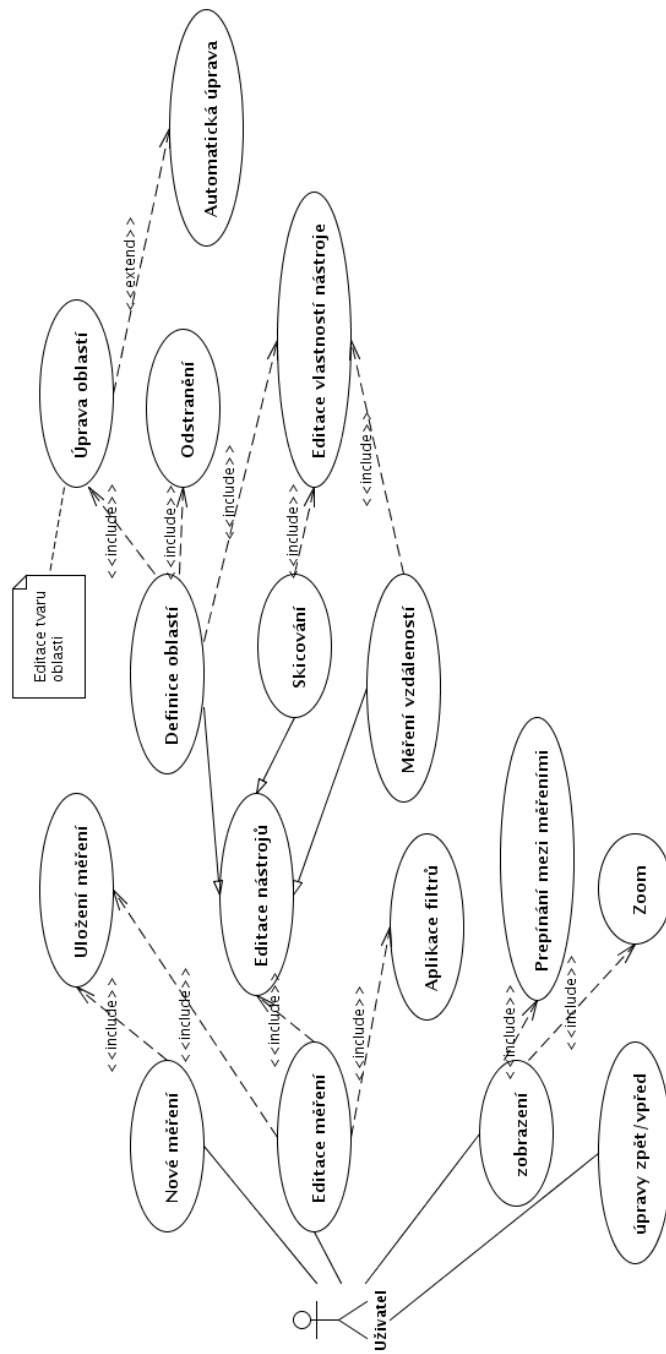 Uživatel
Nové měření
Editace měření
zobrazení
úpravy zpět/vpřed
<<include>>
<<include>>
<<include>>
<<include>>
<<include>>
<<include>>
Uložení měření
Editace nástrojů
Aplikace filtrů
Prepínání mezi měřeními
Zoom
Editace tvaru
oblasti
Definice oblastí
Skicování
Měření vzdáleností
<<include>>
<<include>>
<<include>>
<<include>>
<<include>>
Úprava oblastí
Odstranění
Editace vlastností nástroje
<<extend>>
Automatická úprava